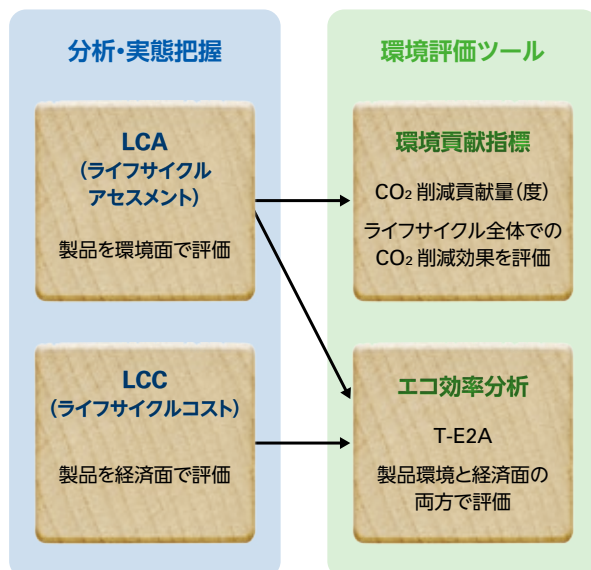 分析・実態把握
LCA
（ライフサイクル
アセスメント）
製品を環境面で評価
LCC
（ライフサイクルコスト）
製品を経済面で評価
環境評価ツール
環境貢献指標
CO₂ 削減貢献量（度）
ライフサイクル全体での
CO₂ 削減効果を評価
エコ効率分析
T-E2A
製品環境と経済面の
両方で評価